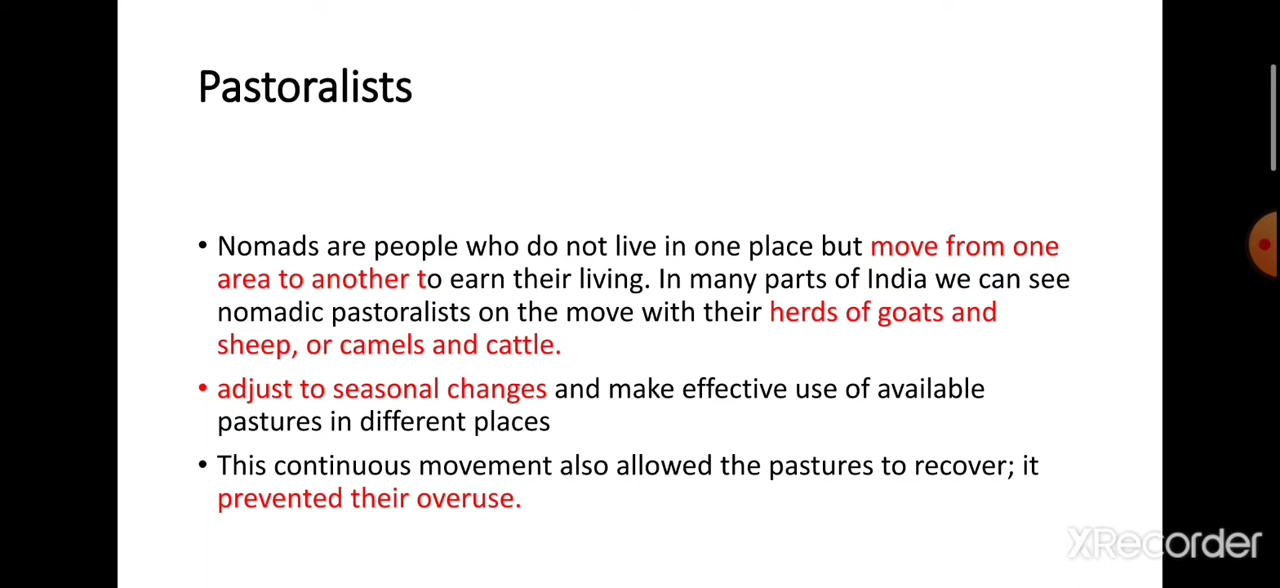 Pastoralists
• Nomads are people who do not live in one place but move from one
area to another to earn their living. In many parts of India we can see
nomadic pastoralists on the move with their herds of goats and
sheep, or camels and cattle.
• adjust to seasonal changes and make effective use of available
pastures in different places
• This continuous movement also allowed the pastures to recover; it
prevented their overuse.
XRecorder